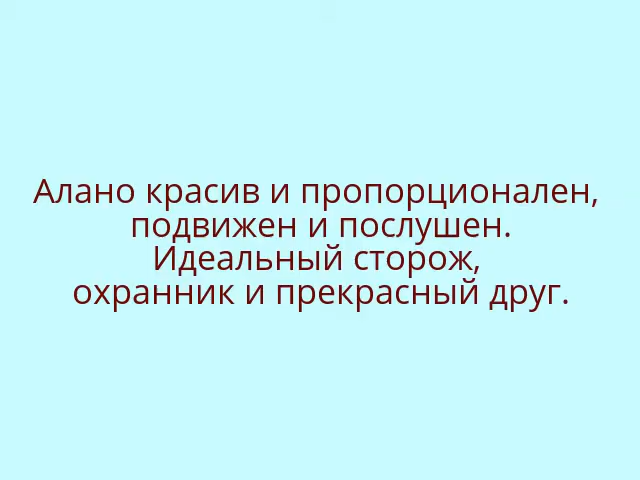 Алано красив и пропорционален,
подвижен и послушен.
Идеальный сторож,
охранник и прекрасный друг.